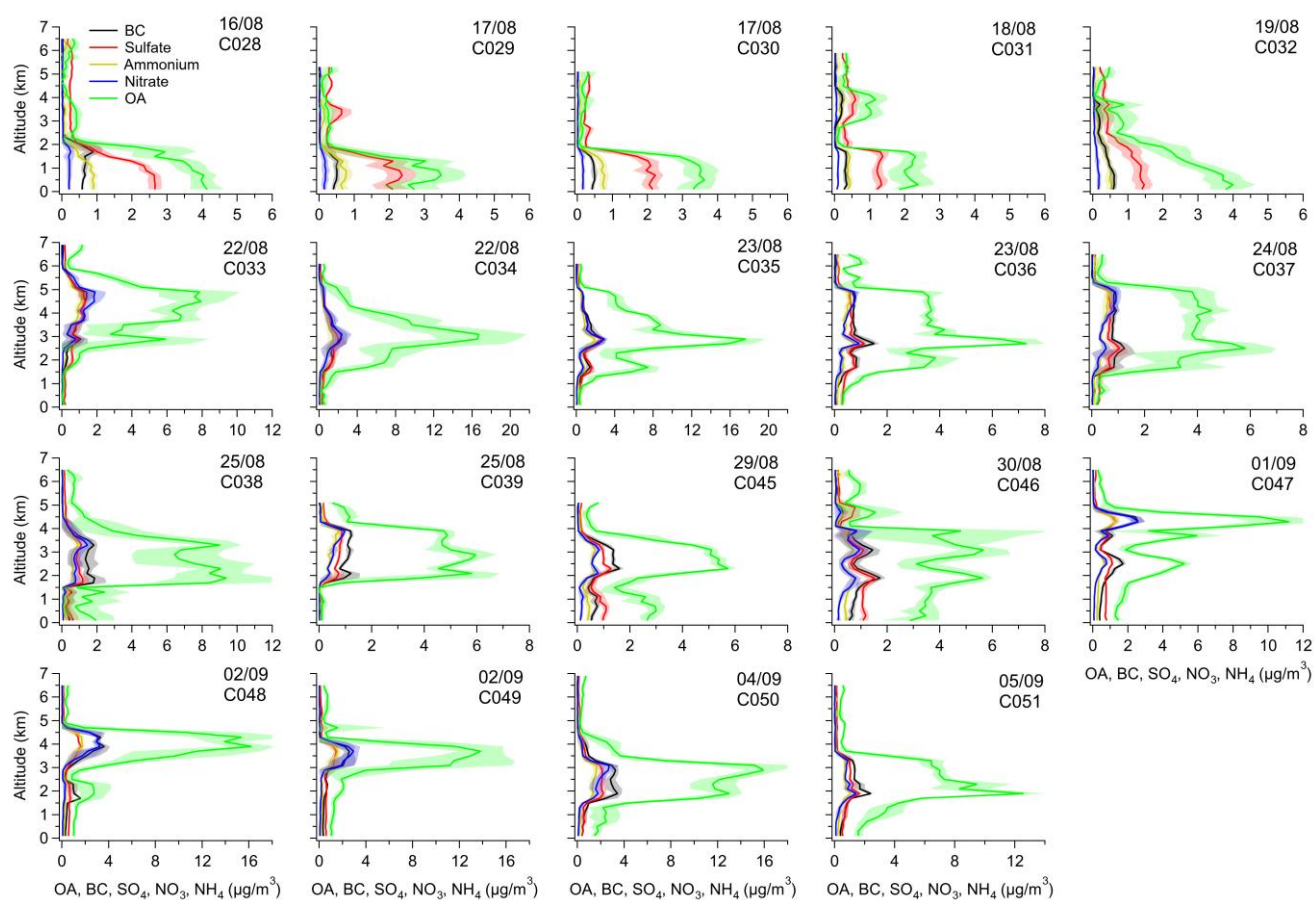 16/08 17/08 17/08 18/08 19/08
C028 C029 C030 C031 C032
BC
Sulfate
Ammonium
Nitrate
OA
Altitude (km)
7
6
5
4
3
2
1
0
0 1 2 3 4 5 6 0 1 2 3 4 5 6 0 1 2 3 4 5 6 0 1 2 3 4 5 6 0 1 2 3 4 5 6
22/08 22/08 23/08 23/08 24/08
C033 C034 C035 C036 C037
Altitude (km)
7
6
5
4
3
2
1
0
0 2 4 6 8 10 12 0 4 8 12 16 20 24 0 4 8 12 16 20 0 2 4 6 8 0 2 4 6 8
25/08 25/08 29/08 30/08 01/09
C038 C039 C045 C046 C047
Altitude (km)
7
6
5
4
3
2
1
0
0 2 4 6 8 10 12 0 2 4 6 8 0 2 4 6 8 0 2 4 6 8 0 2 4 6 8 10 12
OA, BC, SO₄, NO₃, NH₄ (µg/m³)
02/09 02/09 04/09 05/09
C048 C049 C050 C051
Altitude (km)
7
6
5
4
3
2
1
0
0 4 8 12 16 0 4 8 12 16 0 4 8 12 16 0 4 8 12
OA, BC, SO₄, NO₃, NH₄ (µg/m³) OA, BC, SO₄, NO₃, NH₄ (µg/m³) OA, BC, SO₄, NO₃, NH₄ (µg/m³) OA, BC, SO₄, NO₃, NH₄ (µg/m³)